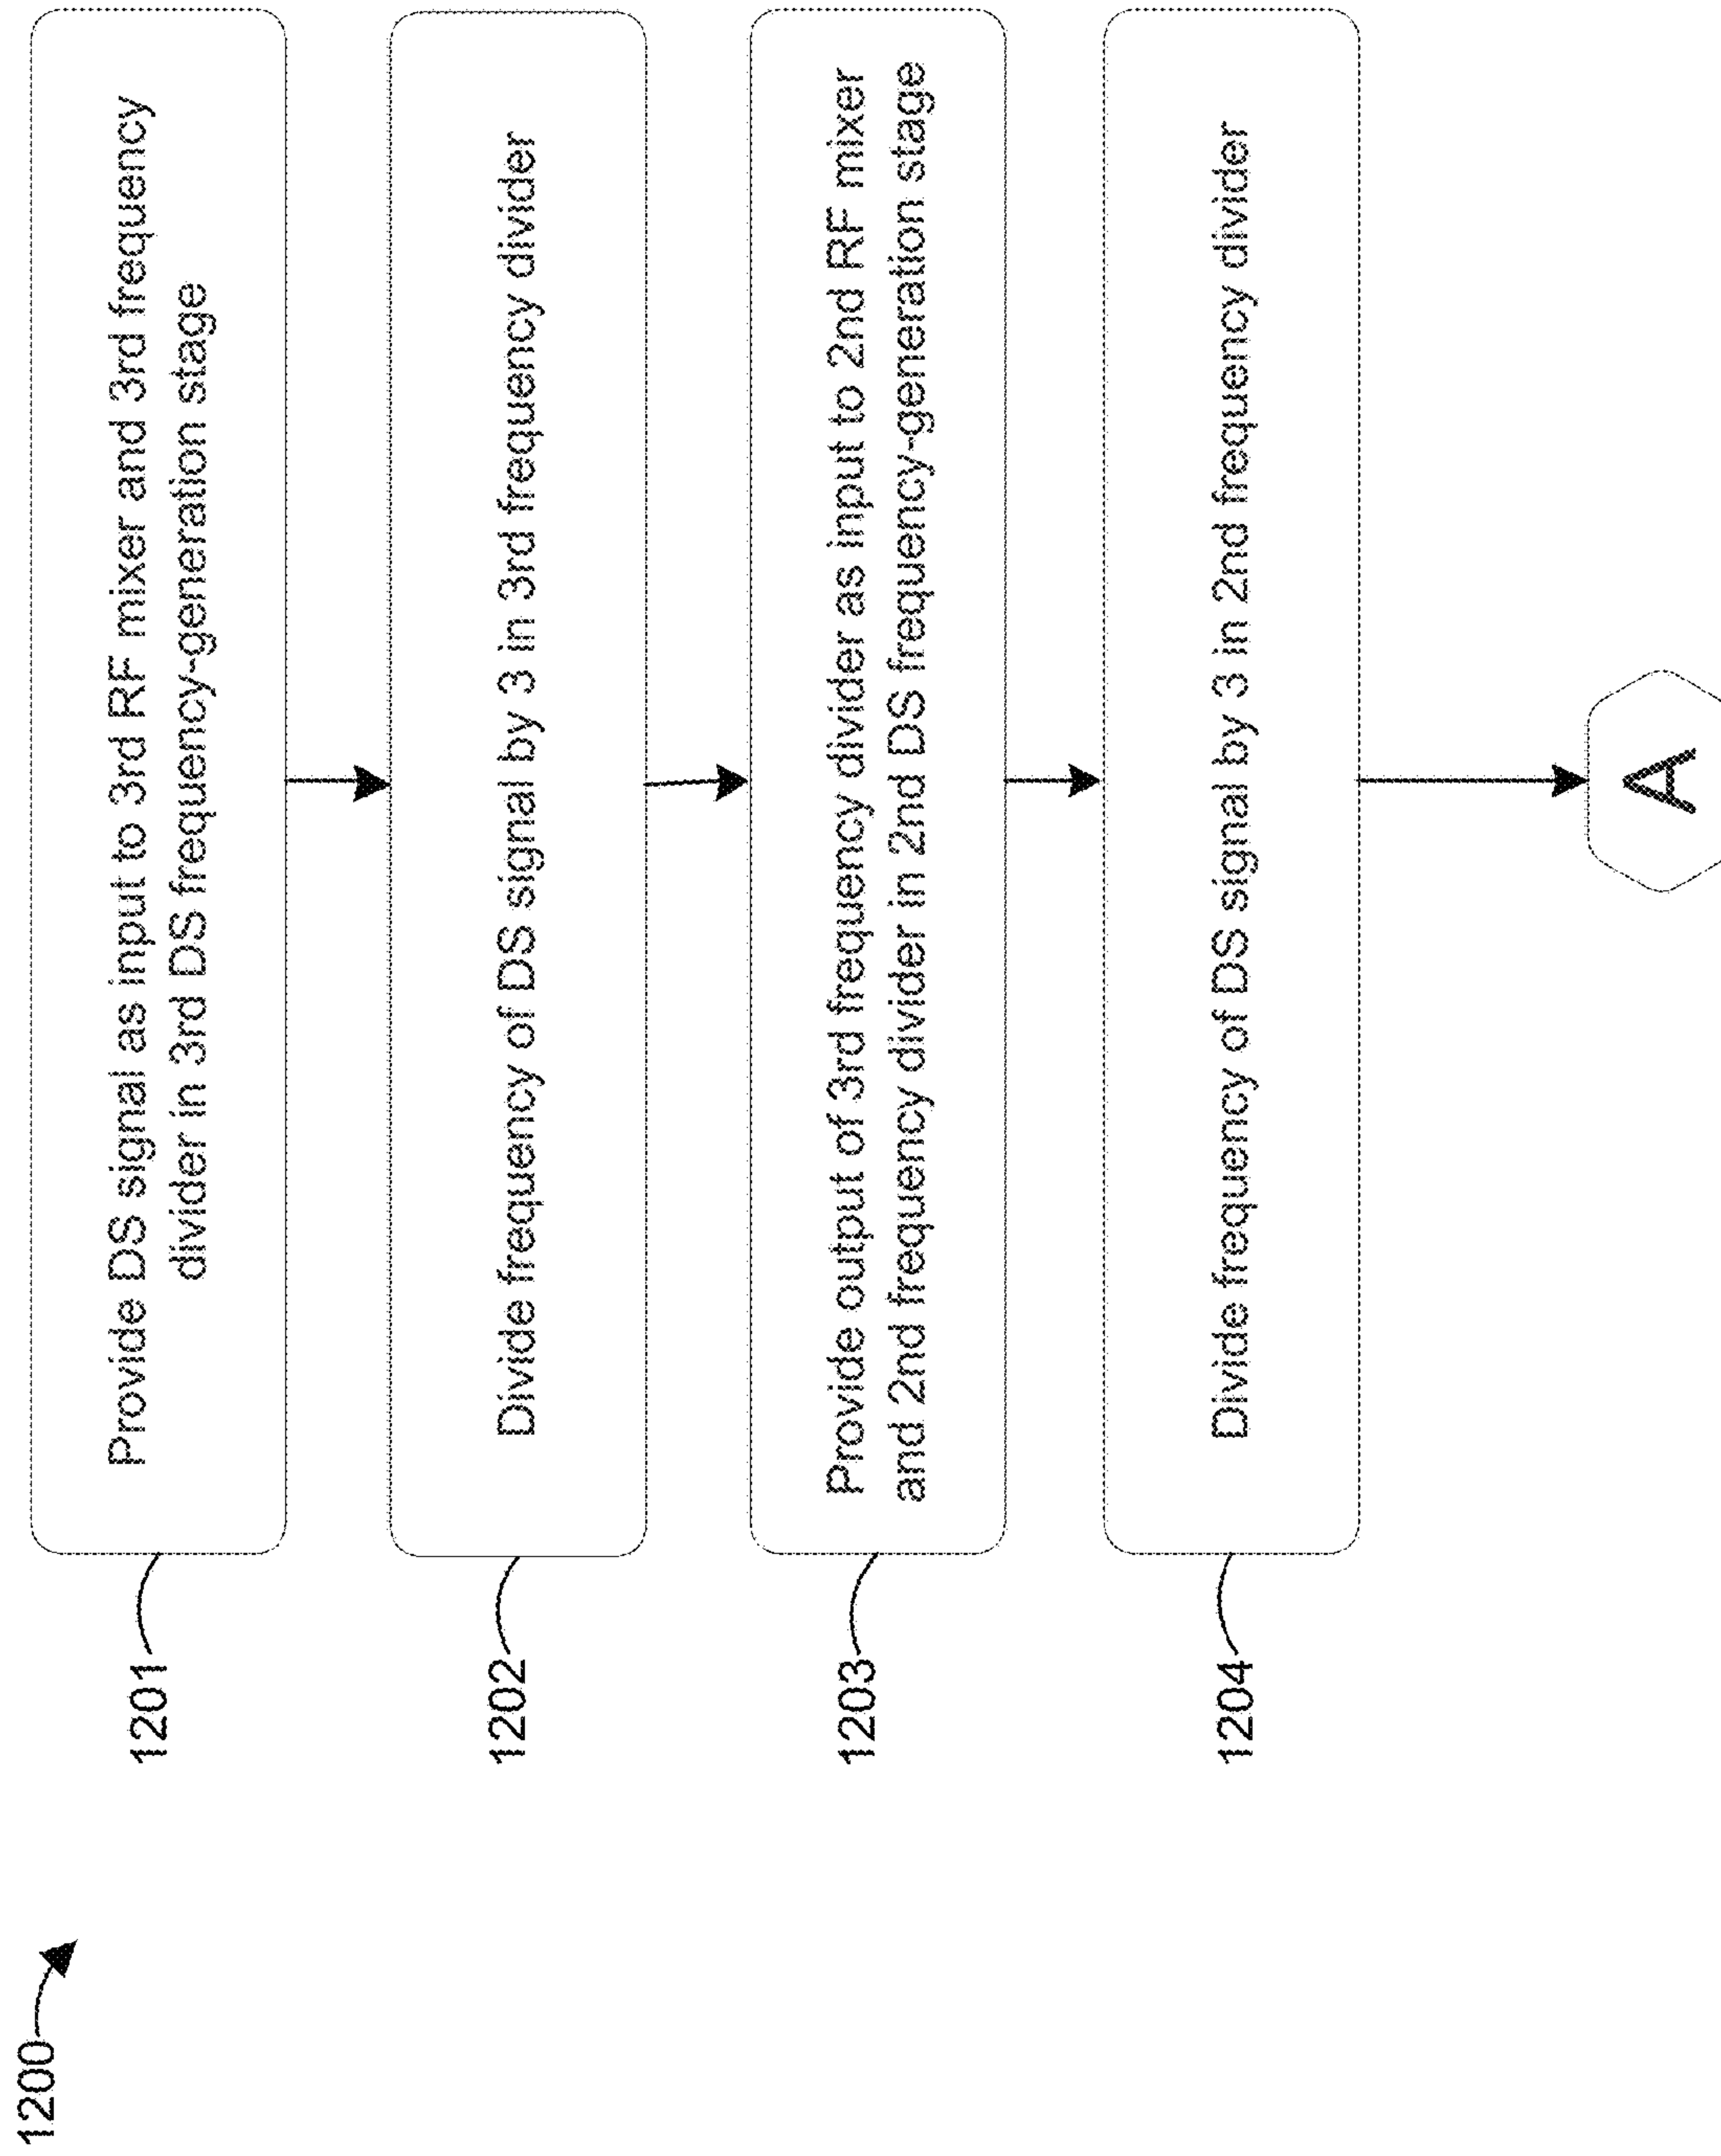 1200
1201
Provide DS signal as input to 3rd RF mixer and 3rd frequency
divider in 3rd DS frequency-generation stage
1202
Divide frequency of DS signal by 3 in 3rd frequency divider
1203
Provide output of 3rd frequency divider as input to 2nd RF mixer
and 2nd frequency divider in 2nd DS frequency-generation stage
1204
Divide frequency of DS signal by 3 in 2nd frequency divider
A